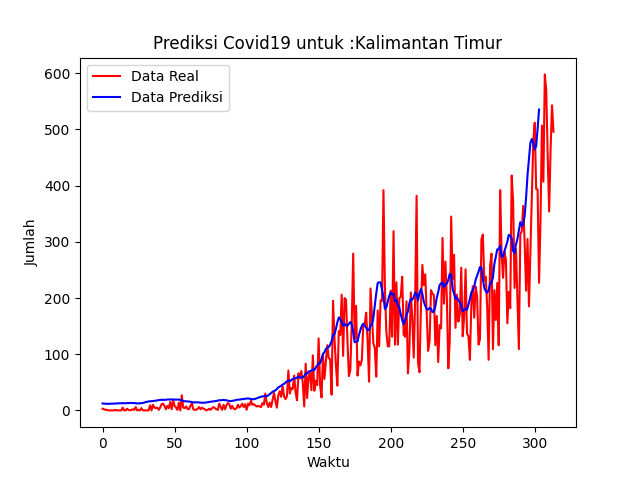 Prediksi Covid19 untuk :Kalimantan Timur
Data Real
Data Prediksi
600
500
400
300
200
100
0
Jumlah
0 50 100 150 200 250 300
Waktu